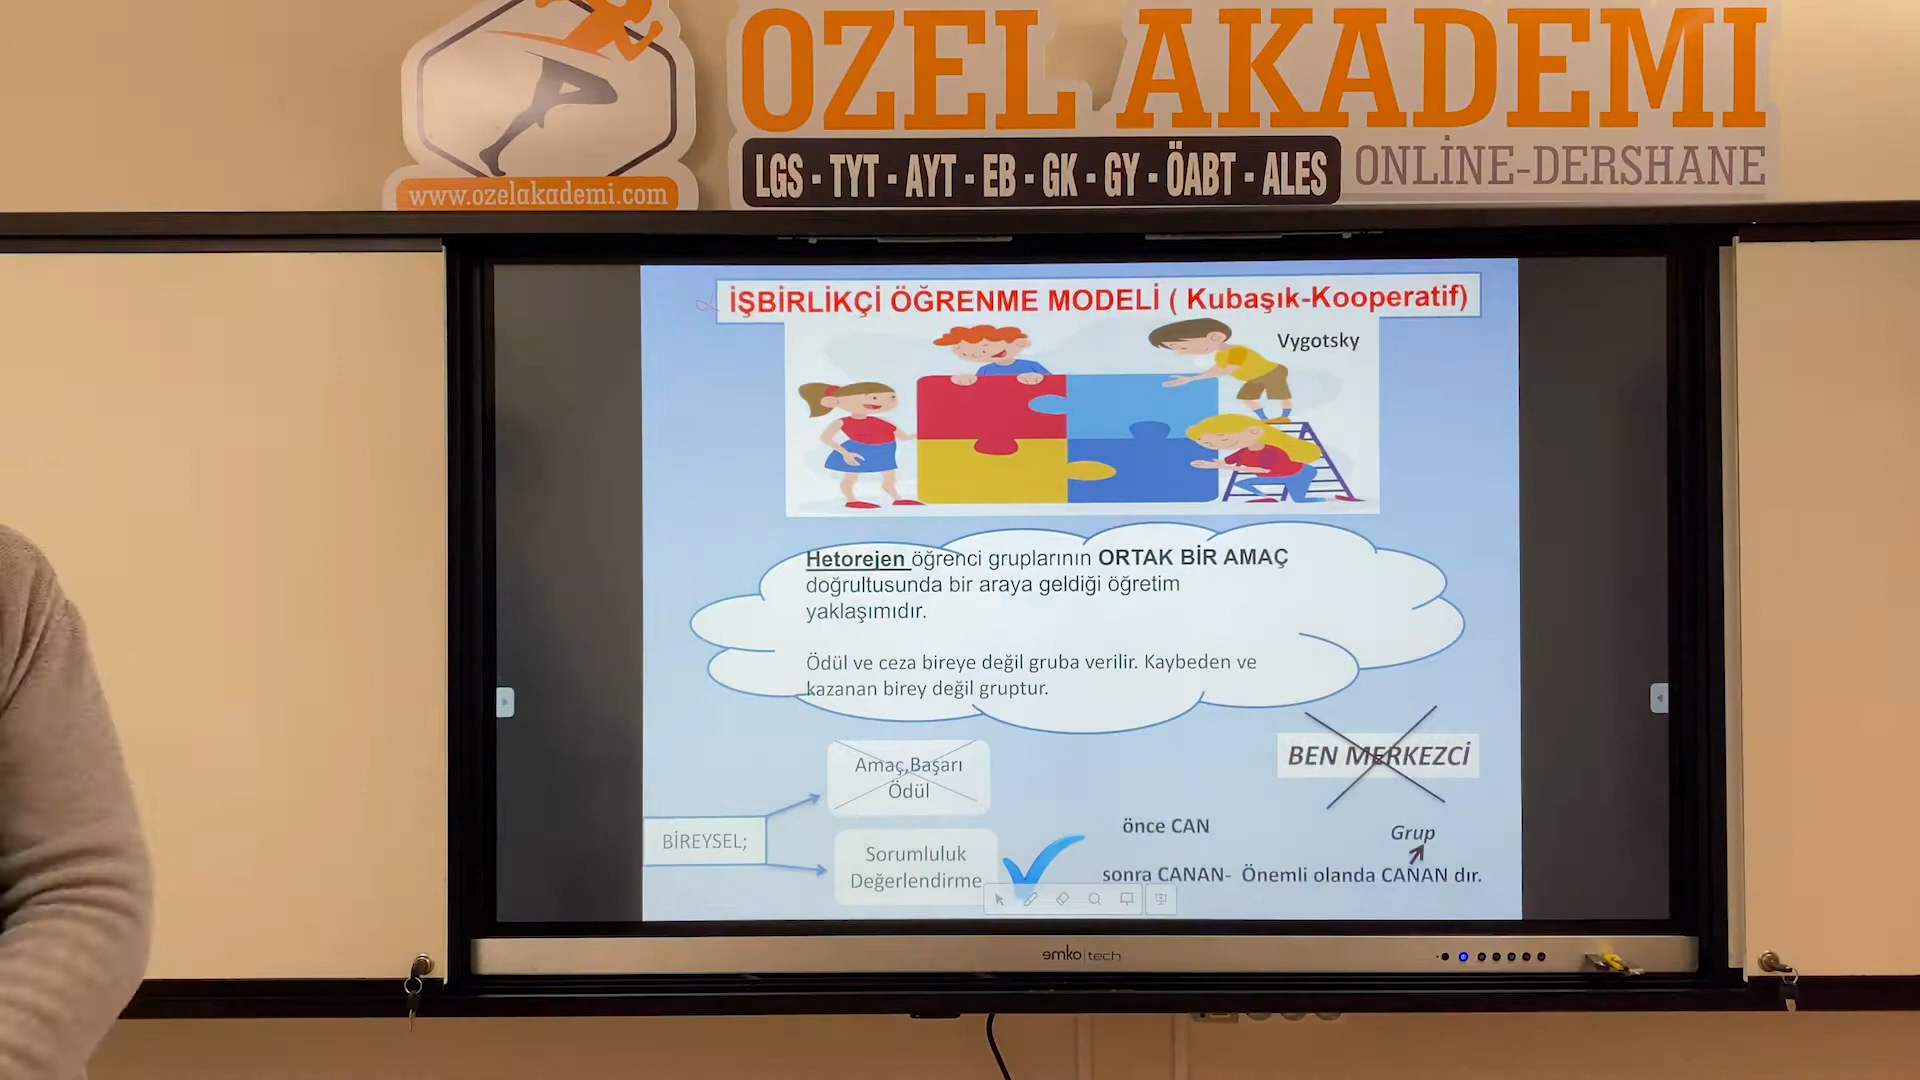 OZEL AKADEMI
LGS - TYT - AYT - EB - GK - GY - ÖABT - ALES
ONLİNE-DERSHANE
www.ozelakademi.com
İŞBİRLİKÇİ ÖĞRENME MODELİ ( Kubaşık-Kooperatif)
Vygotsky
Hetorejen öğrenci gruplarının ORTAK BİR AMAÇ
doğrultusunda bir araya geldiği öğretim
yaklaşımıdır.
Ödül ve ceza bireye değil gruba verilir. Kaybeden ve
kazanan birey değil gruptur.
BEN MERKEZCİ
Amaç,Başarı
Ödül
BİREYSEL;
Sorumluluk
Değerlendirme
önce CAN
Grup
sonra CANAN- Önemli olanda CANAN dır.
emko|tech